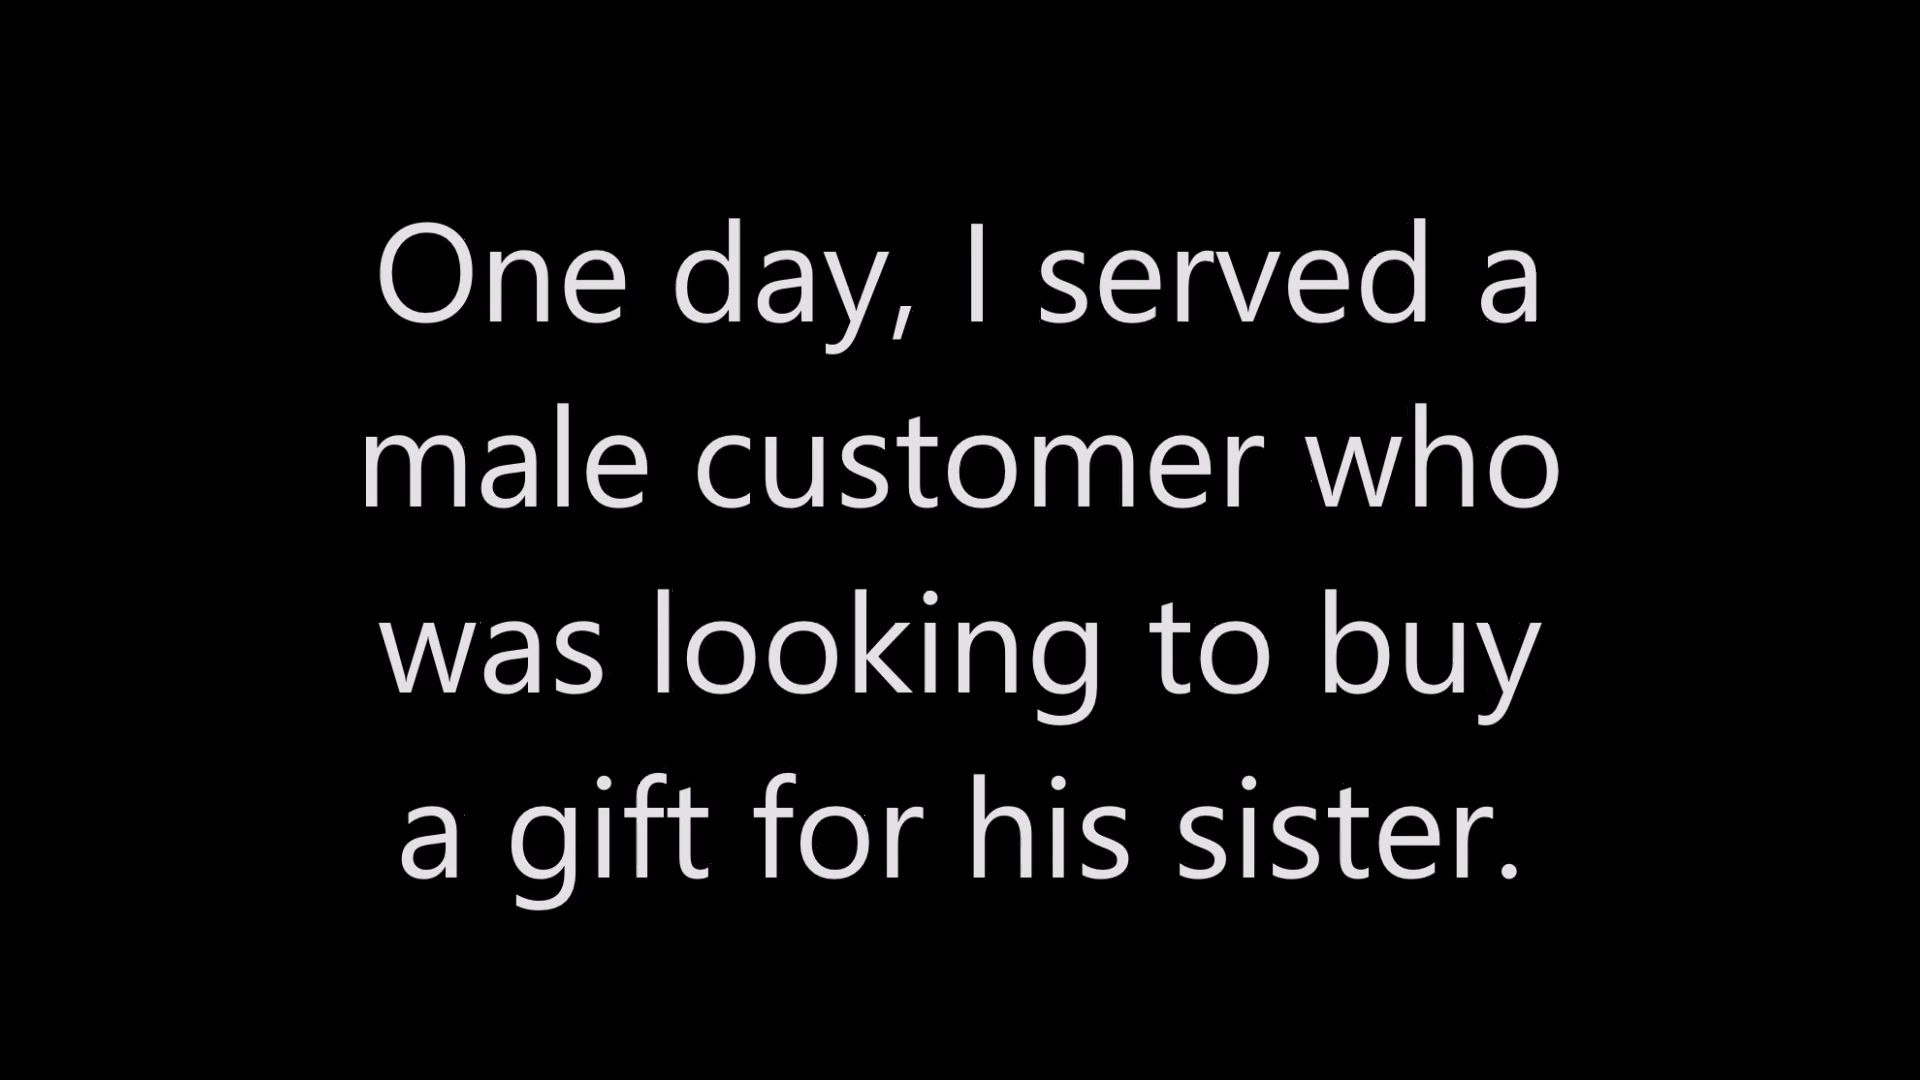 One day, I served a
male customer who
was looking to buy
a gift for his sister.